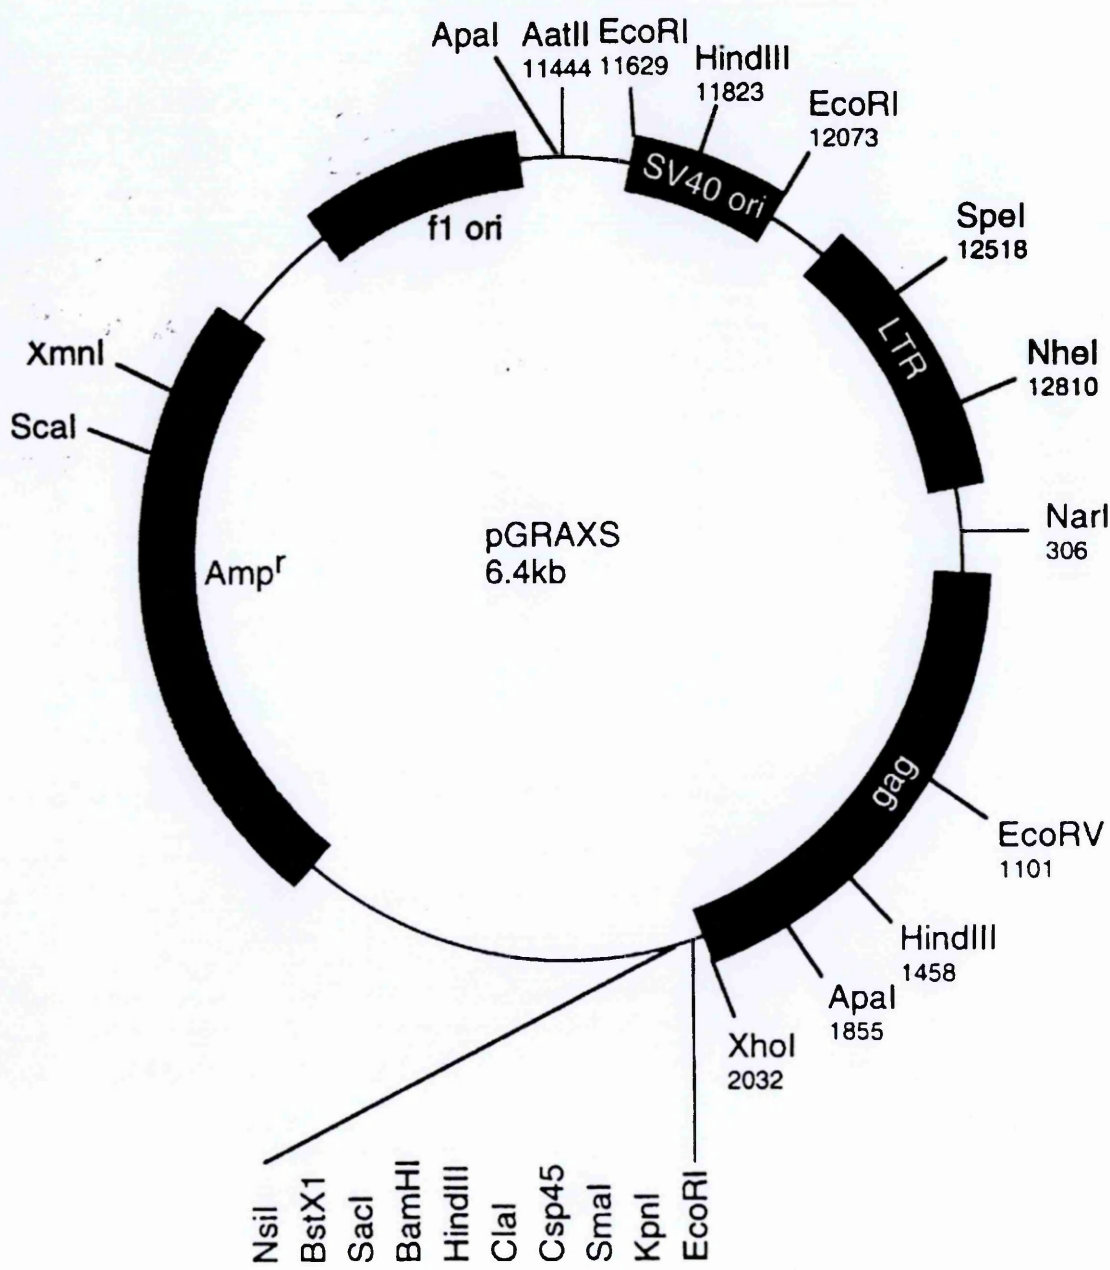 ApaI
AatII
11444
EcoRI
11629
HindIII
11823
EcoRI
12073
SV40 ori
f1 ori
SpeI
12518
LTR
NheI
12810
XmnI
ScaI
NarI
306
pGRAXS
6.4kb
Ampr
gag
EcoRV
1101
HindIII
1458
ApaI
1855
XhoI
2032
NsiI
BstX1
SacI
BamHI
HindIII
ClaI
Csp45
SmaI
KpnI
EcoRI